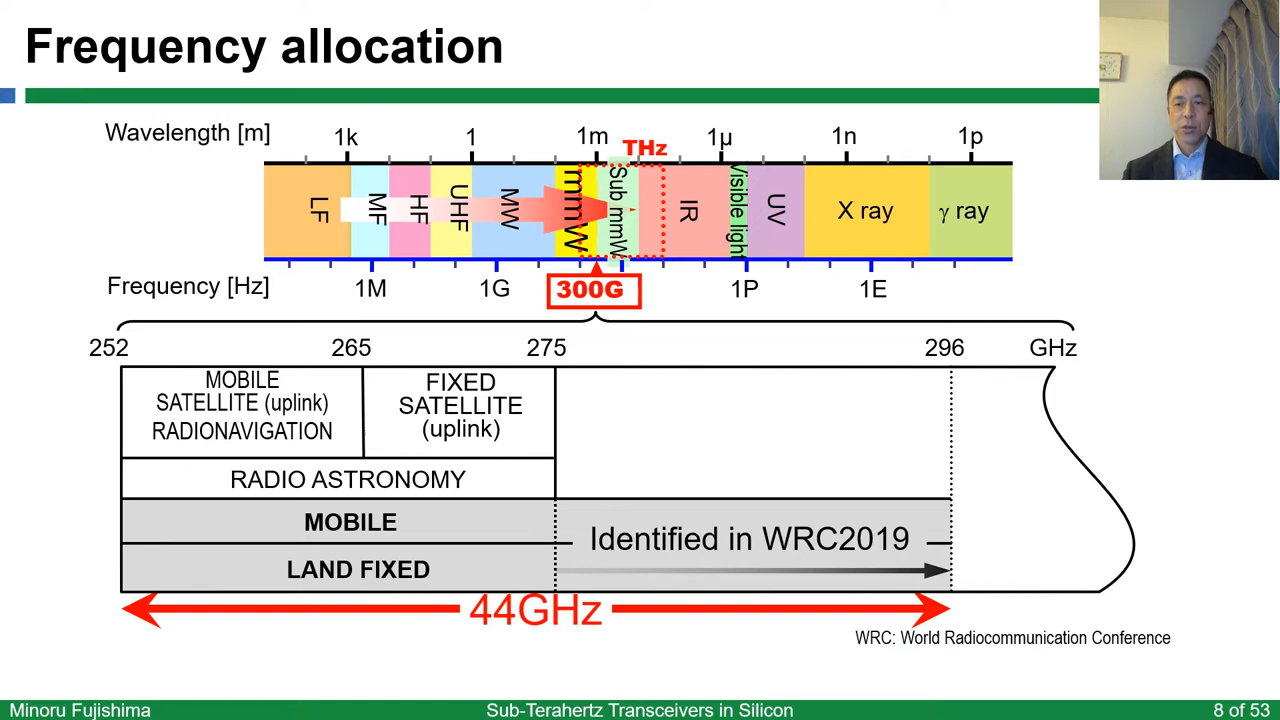 Frequency allocation
Wavelength [m]
1k
1
1m
THz
1μ
1n
1p
LF
MF
HF
UHF
MW
mmW
Sub mmW
IR
Visible light
UV
X ray
γ ray
Frequency [Hz]
1M
1G
300G
1P
1E
252
265
275
296
GHz
MOBILE
SATELLITE (uplink)
RADIONAVIGATION
FIXED
SATELLITE
(uplink)
RADIO ASTRONOMY
MOBILE
Identified in WRC2019
LAND FIXED
44GHz
WRC: World Radiocommunication Conference
Minoru Fujishima
Sub-Terahertz Transceivers in Silicon
8 of 53